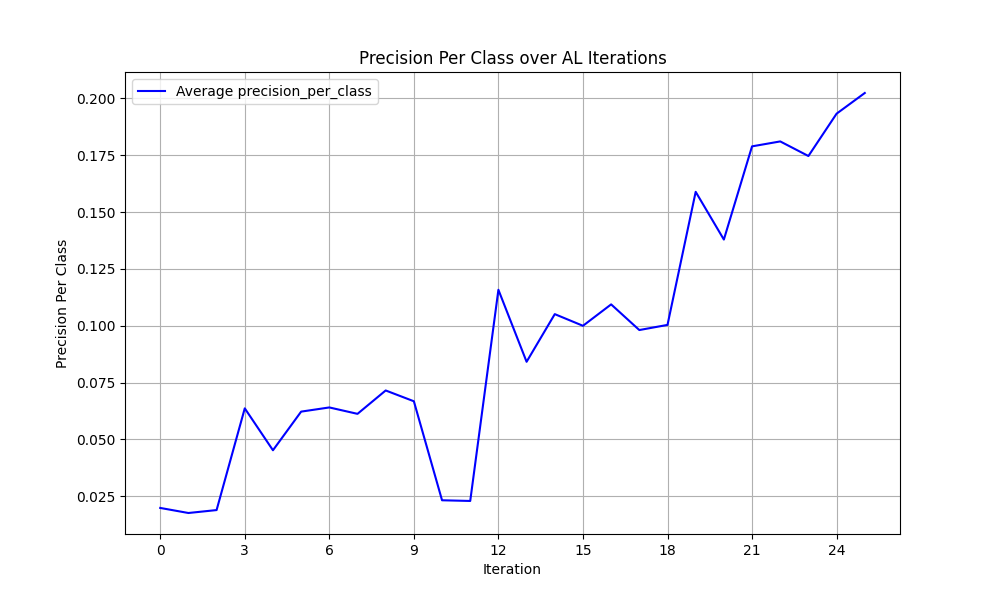 Precision Per Class over AL Iterations
Average precision_per_class
0.200
0.175
0.150
0.125
0.100
0.075
0.050
0.025
Precision Per Class
0 3 6 9 12 15 18 21 24
Iteration